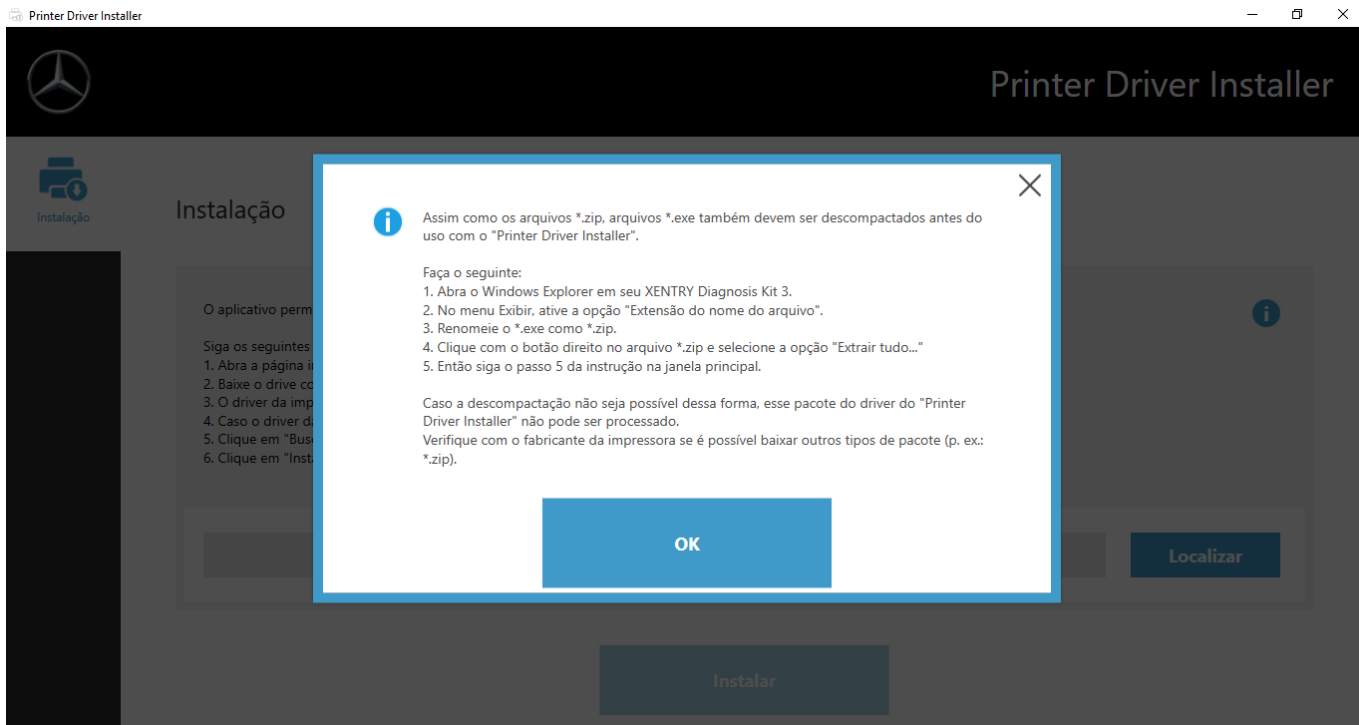 Printer Driver Installer
Printer Driver Installer
Instalação
Instalação
Assim como os arquivos *.zip, arquivos *.exe também devem ser descompactados antes do
uso com o "Printer Driver Installer".
Faça o seguinte:
1. Abra o Windows Explorer em seu XENTRY Diagnosis Kit 3.
2. No menu Exibir, ative a opção "Extensão do nome do arquivo".
3. Renomeie o *.exe como *.zip.
4. Clique com o botão direito no arquivo *.zip e selecione a opção "Extrair tudo..."
5. Então siga o passo 5 da instrução na janela principal.
Caso a descompactação não seja possível dessa forma, esse pacote do driver do "Printer
Driver Installer" não pode ser processado.
Verifique com o fabricante da impressora se é possível baixar outros tipos de pacote (p. ex.:
*.zip).
OK
O aplicativo perm
Siga os seguintes
1. Abra a página
2. Baixe o drive
3. O driver da imp
4. Caso o driver
5. Clique em "Bus
6. Clique em "Inst
Localizar
Instalar